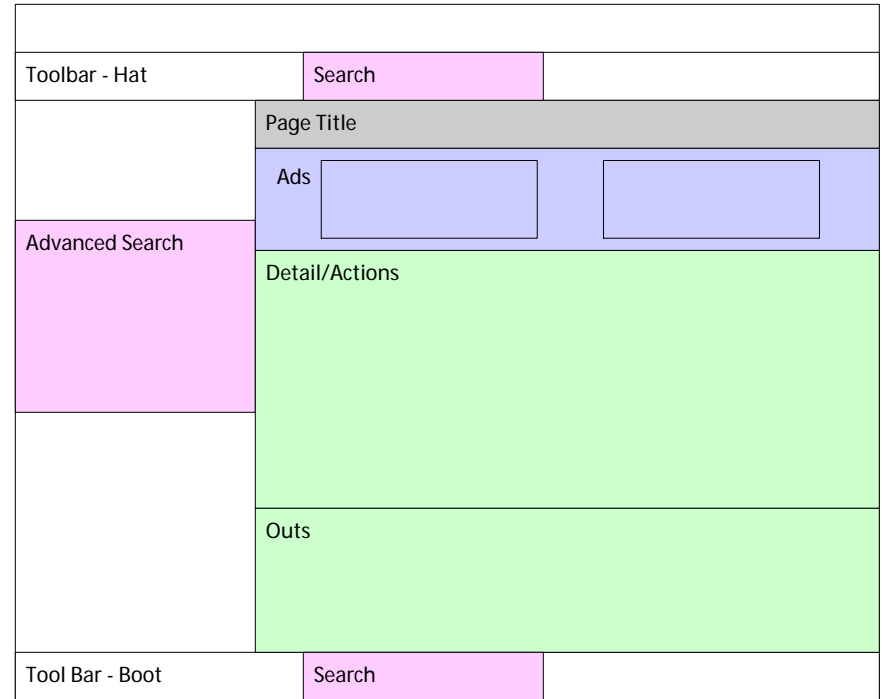 Toolbar - Hat
Search
Page Title
Ads
Advanced Search
Detail/Actions
Outs
Tool Bar - Boot
Search